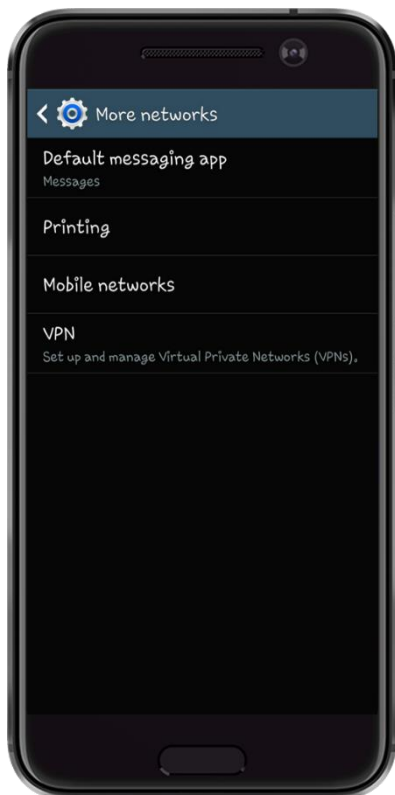 More networks
Default messaging app
Messages
Printing
Mobile networks
VPN
Set up and manage Virtual Private Networks (VPNs).